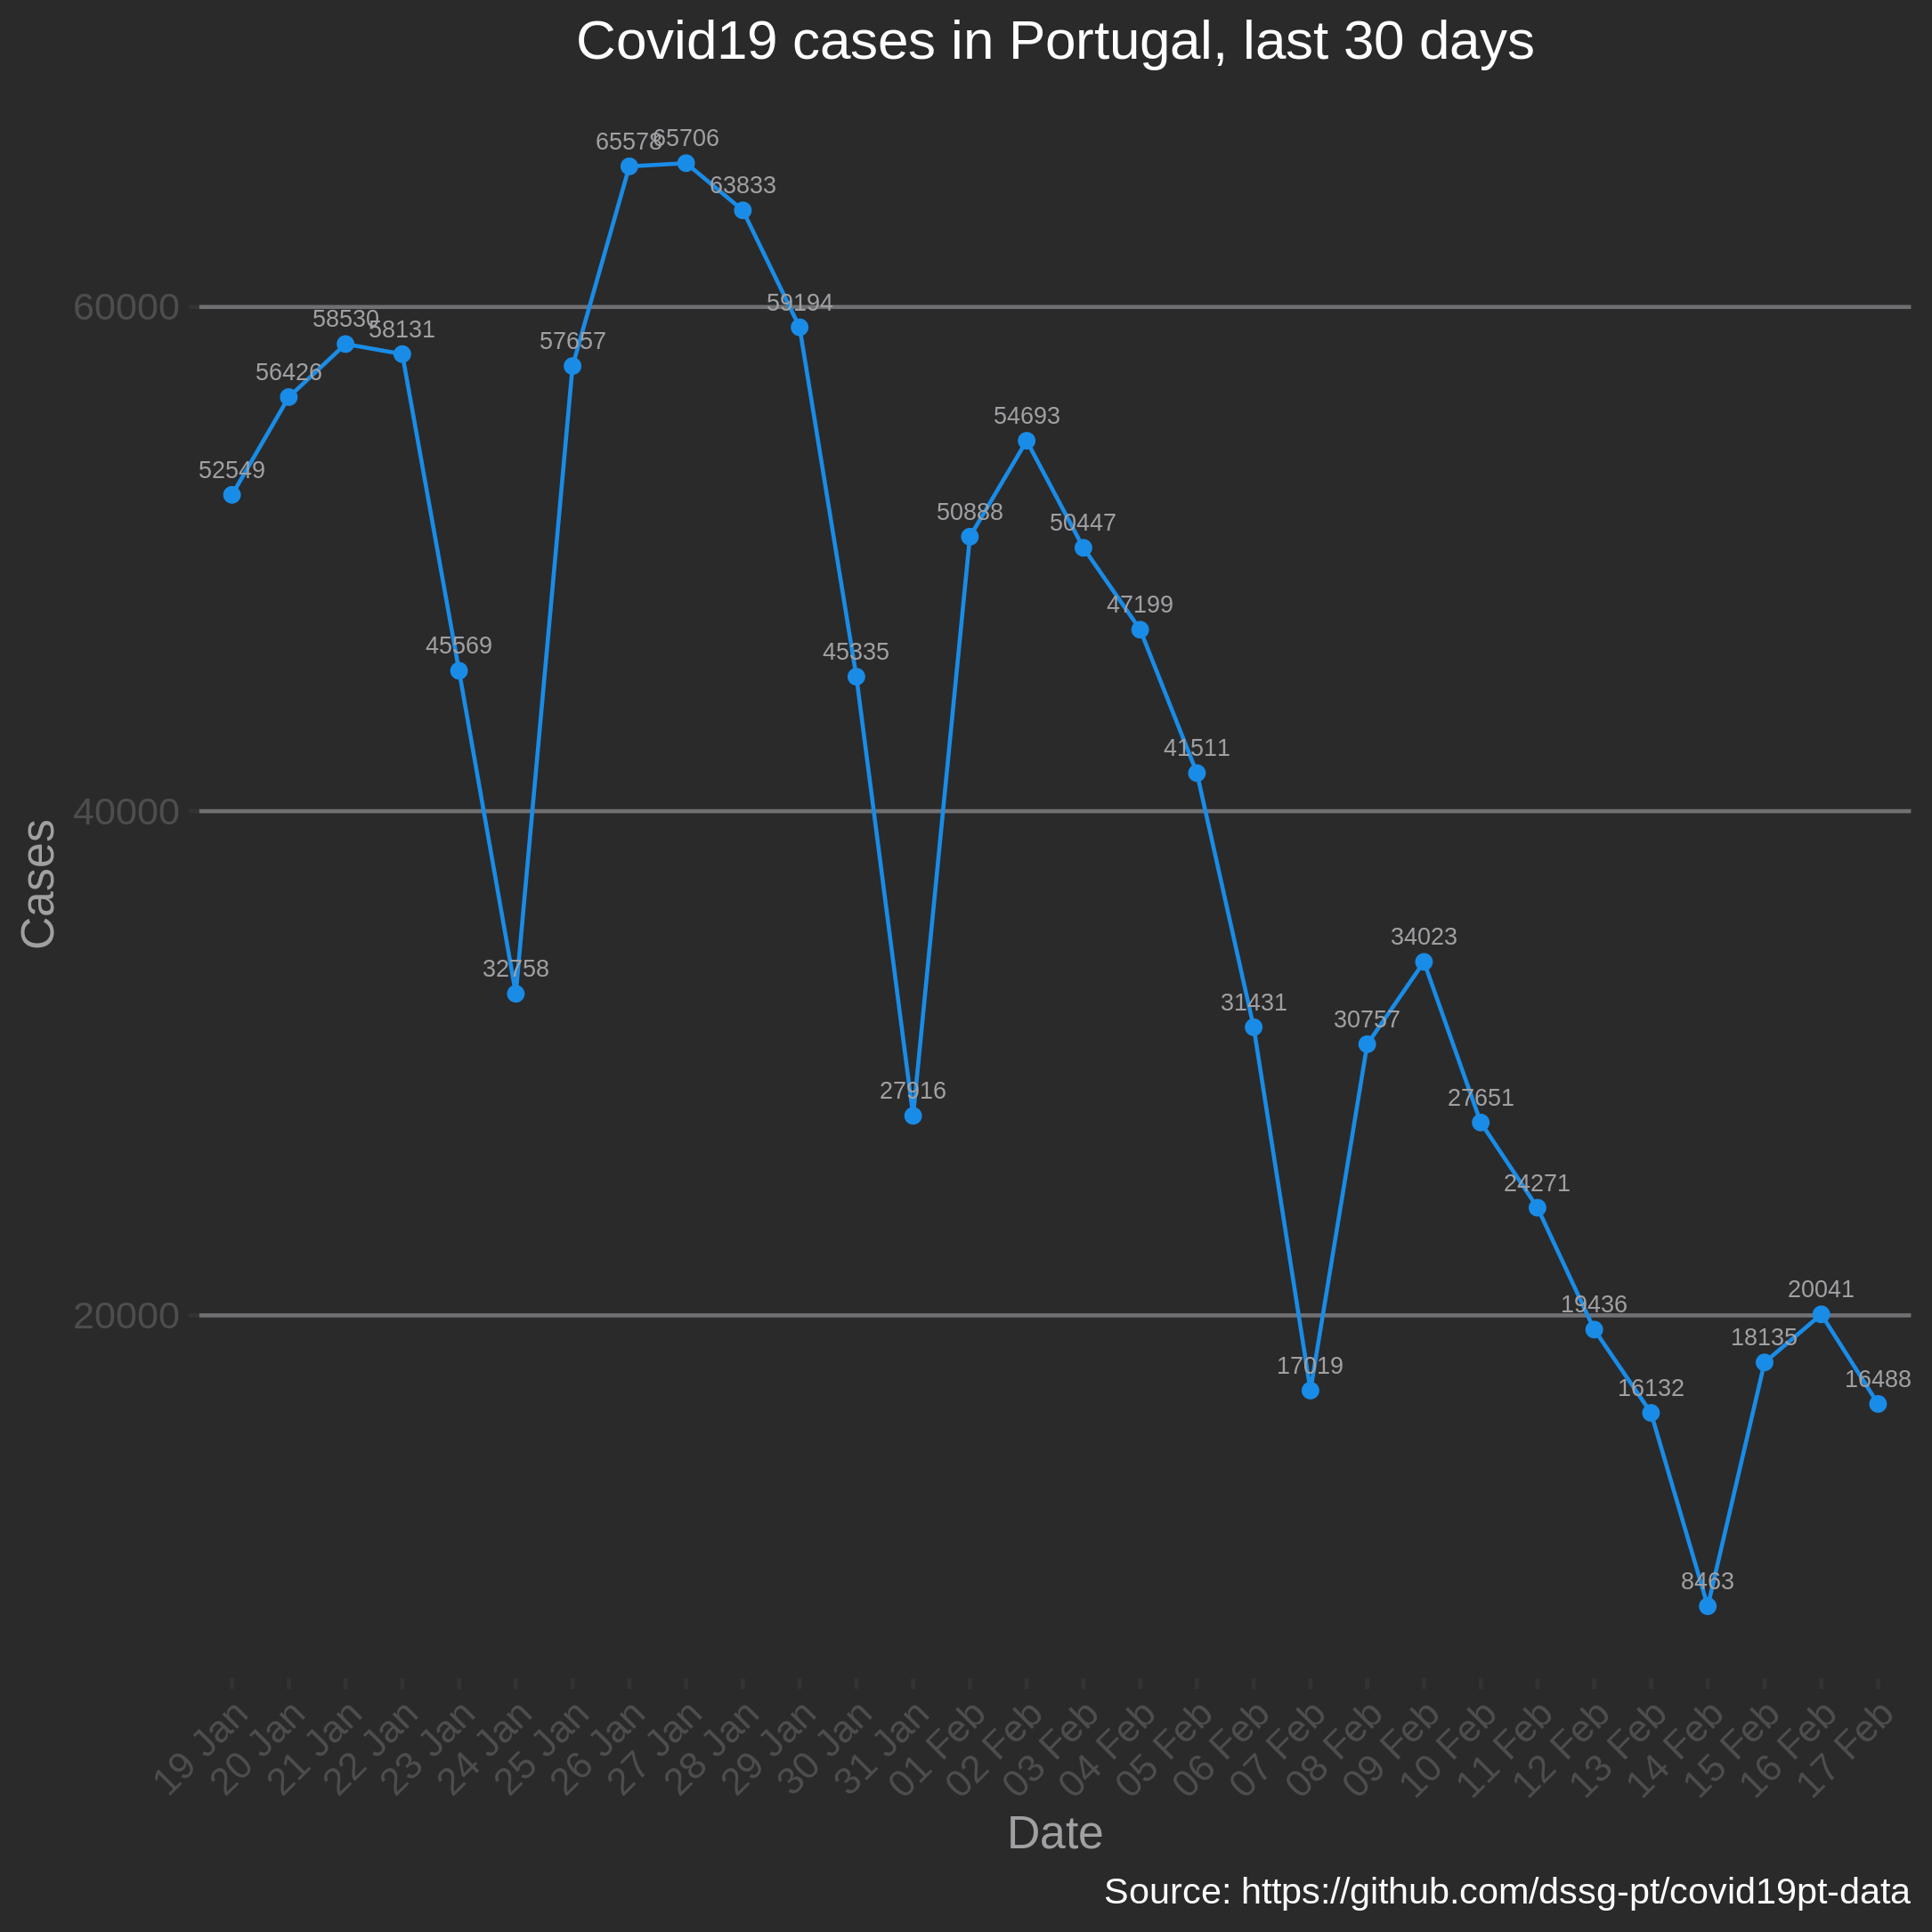 Covid19 cases in Portugal, last 30 days
65578
65706
63833
60000
59194
58530
58131
57657
56426
54693
52549
50888
50447
47199
45569
45335
41511
40000
Cases
34023
32758
31431
30757
27916
27651
24271
20000
20041
19436
18135
17019
16488
16132
8463
19 Jan
20 Jan
21 Jan
22 Jan
23 Jan
24 Jan
25 Jan
26 Jan
27 Jan
28 Jan
29 Jan
30 Jan
31 Jan
01 Feb
02 Feb
03 Feb
04 Feb
05 Feb
06 Feb
07 Feb
08 Feb
09 Feb
10 Feb
11 Feb
12 Feb
13 Feb
14 Feb
15 Feb
16 Feb
17 Feb
Date
Source: https://github.com/dssg-pt/covid19pt-data